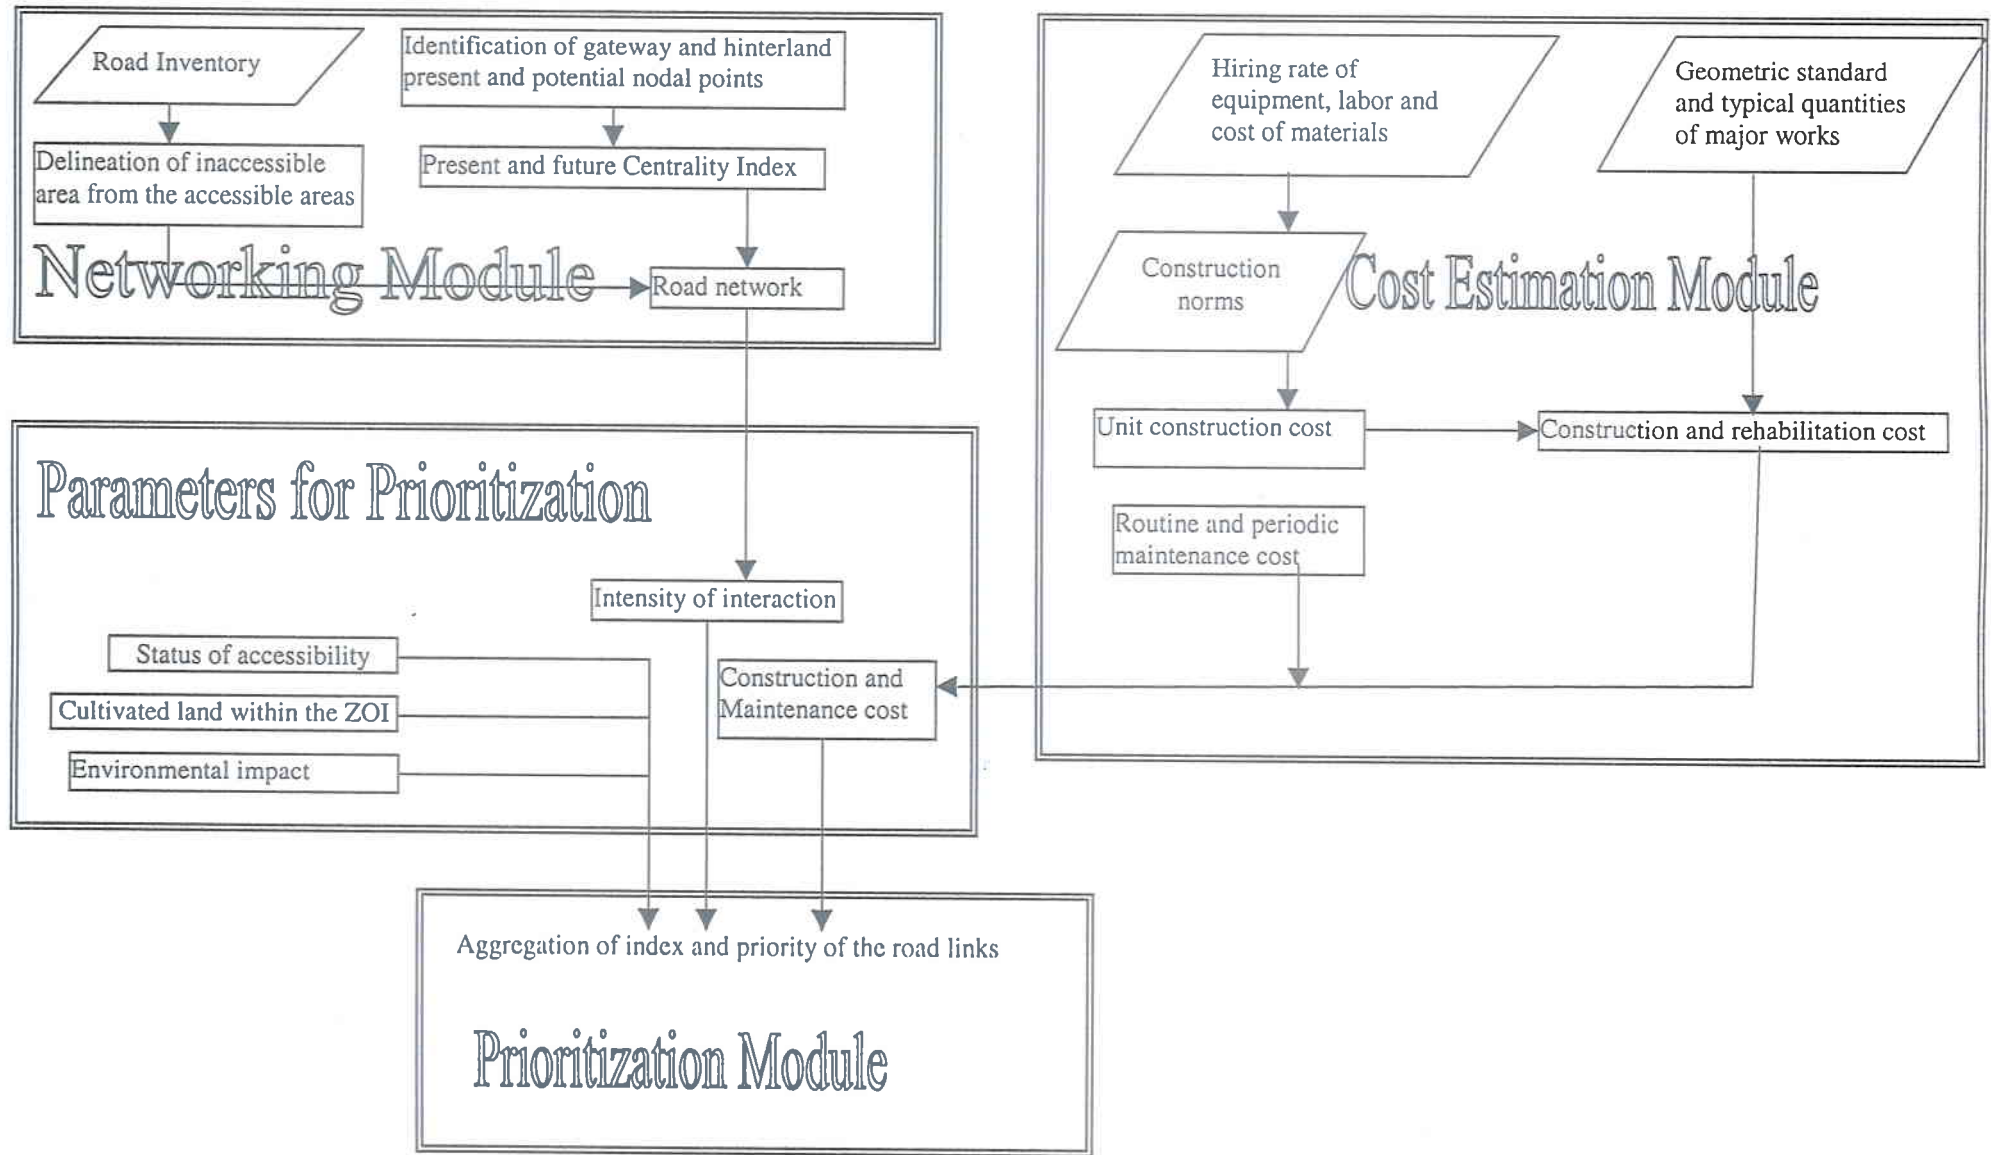 Road Inventory
Identification of gateway and hinterland
present and potential nodal points
Delineation of inaccessible
area from the accessible areas
Present and future Centrality Index
Networking Module
Road network
Hiring rate of
equipment, labor and
cost of materials
Geometric standard
and typical quantities
of major works
Construction
norms
Cost Estimation Module
Unit construction cost
Construction and rehabilitation cost
Routine and periodic
maintenance cost
Parameters for Prioritization
Intensity of interaction
Status of accessibility
Construction and
Maintenance cost
Cultivated land within the ZOI
Environmental impact
Aggregation of index and priority of the road links
Prioritization Module